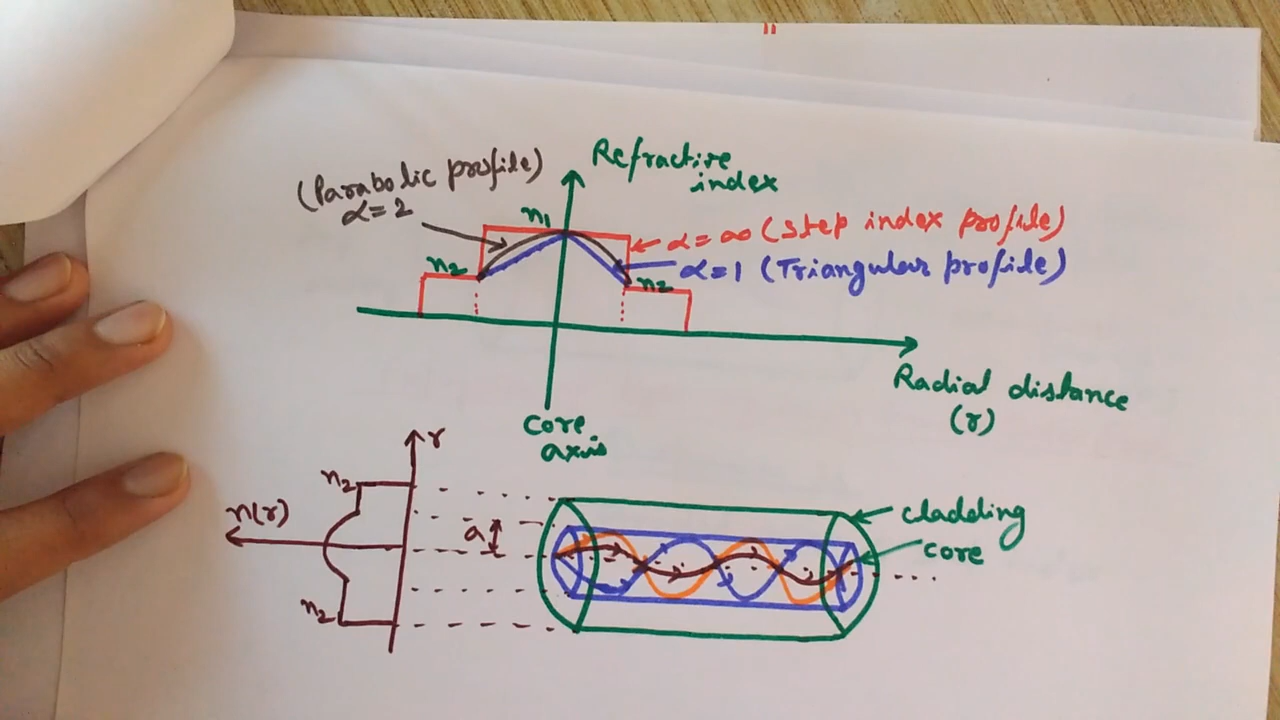 Refractive
index
(Parabolic profile)
α=2
n₁
α=∞ (step index profile)
n₂
α=1 (Triangular profile)
n₂
Radial distance
(r)
core
axis
r
n₂
n(r)
a
cladding
core
n₂